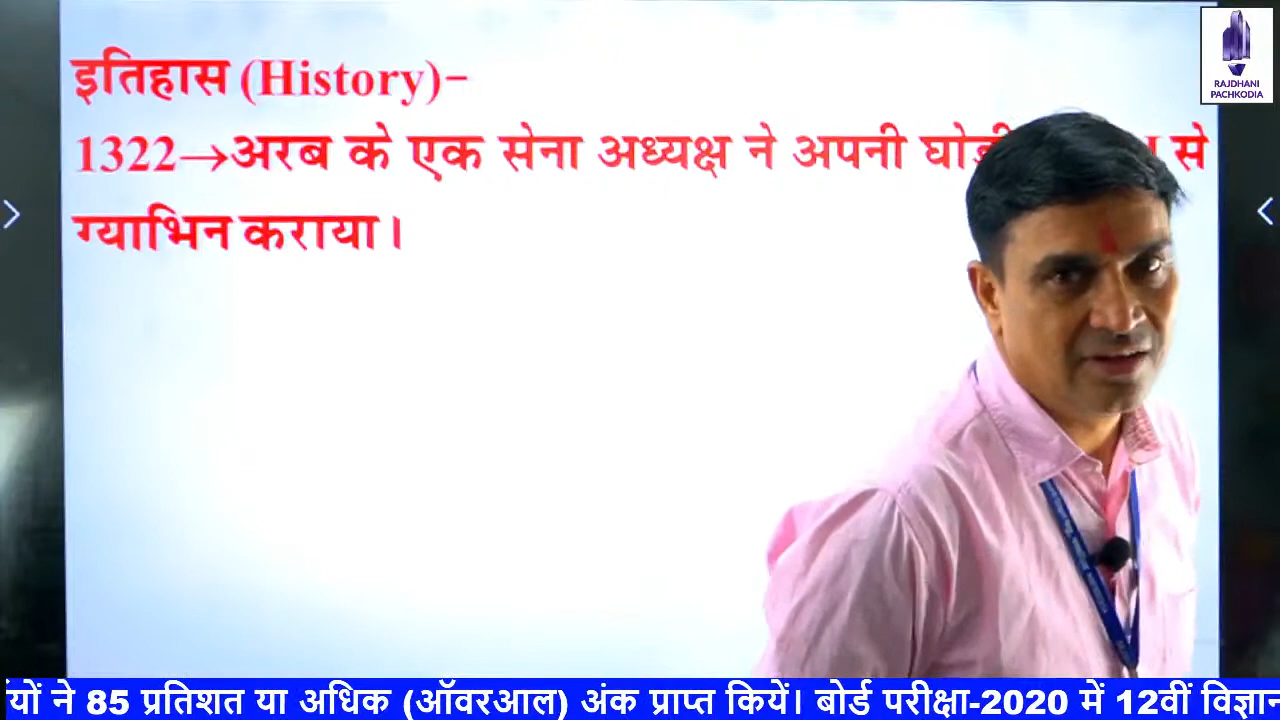 इतिहास (History)-
1322→अरब के एक सेना अध्यक्ष ने अपनी से
ग्याभिन कराया।
RAJDHANI
PACHKODIA
ने 85 प्रतिशत या अधिक (ऑवरआल) अंक प्राप्त कियें। बोर्ड परीक्षा-2020 में 12वीं